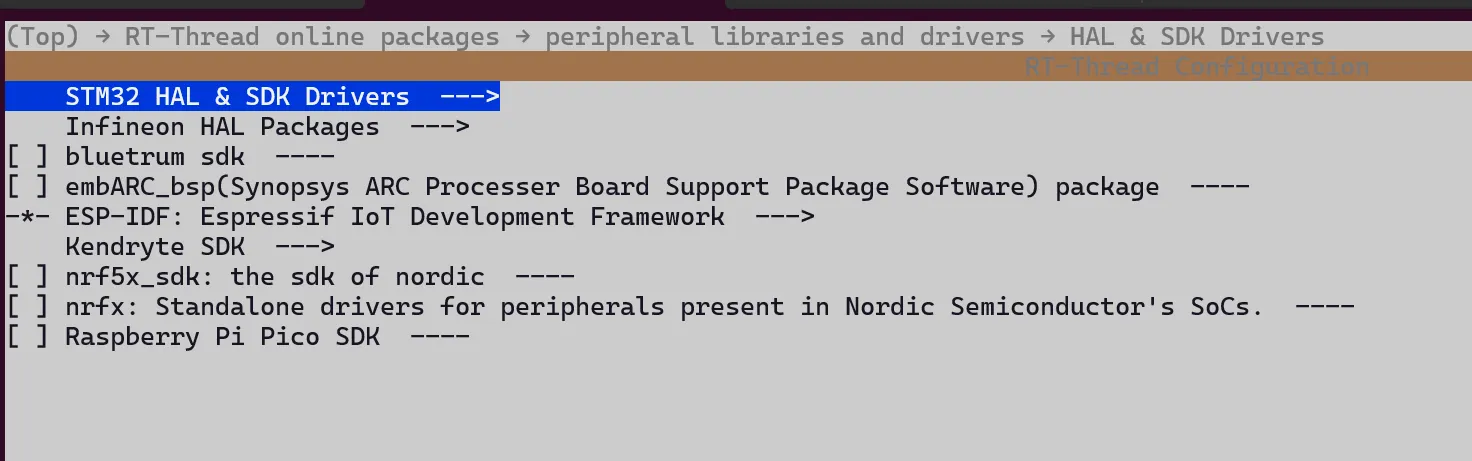 (Top) → RT-Thread online packages → peripheral libraries and drivers → HAL & SDK Drivers
RT-Thread Configuration
STM32 HAL & SDK Drivers  --->
Infineon HAL Packages  --->
[ ] bluetrum sdk  ----
[ ] embARC_bsp(Synopsys ARC Processer Board Support Package Software) package  ----
-*- ESP-IDF: Espressif IoT Development Framework  --->
Kendryte SDK  --->
[ ] nrf5x_sdk: the sdk of nordic  ----
[ ] nrfx: Standalone drivers for peripherals present in Nordic Semiconductor's SoCs.  ----
[ ] Raspberry Pi Pico SDK  ----